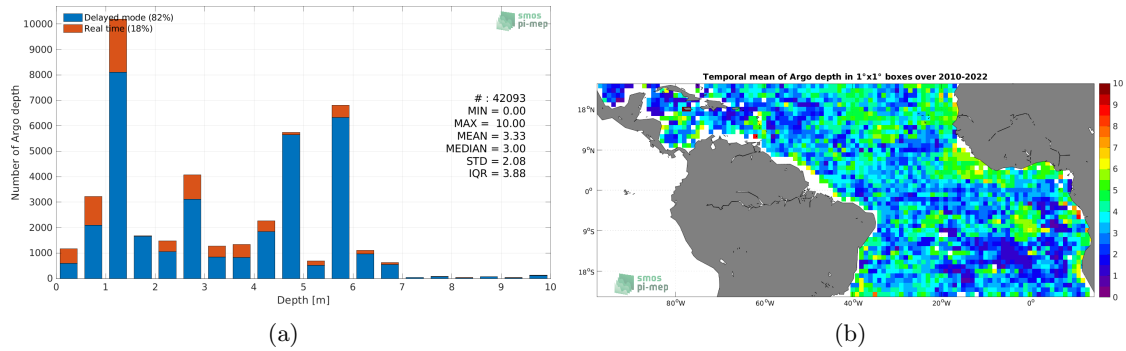 Delayed mode (82%)
Real time (18%)
smos
pi-mep
10000
9000
8000
7000
6000
5000
4000
3000
2000
1000
0
Number of Argo depth
# : 42093
MIN = 0.00
MAX = 10.00
MEAN = 3.33
MEDIAN = 3.00
STD = 2.08
IQR = 3.88
0 1 2 3 4 5 6 7 8 9 10
Depth [m]
(a)
Temporal mean of Argo depth in 1°x1° boxes over 2010-2022
18°N
9°N
0°
9°S
18°S
80°W 60°W 40°W 20°W 0°
smos
pi-mep
10
9
8
7
6
5
4
3
2
1
0
(b)